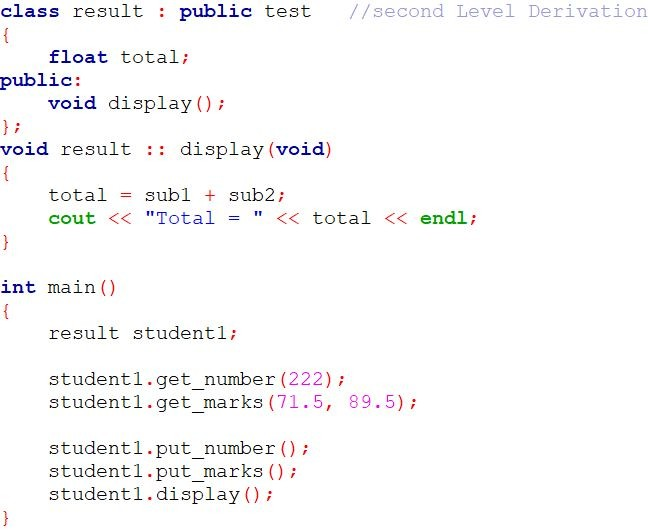 class result : public test   //second Level Derivation
{
    float total;
public:
    void display();
};
void result :: display(void)
{
    total = sub1 + sub2;
    cout << "Total = " << total << endl;
}

int main()
{
    result student1;

    student1.get_number(222);
    student1.get_marks(71.5, 89.5);

    student1.put_number();
    student1.put_marks();
    student1.display();
}